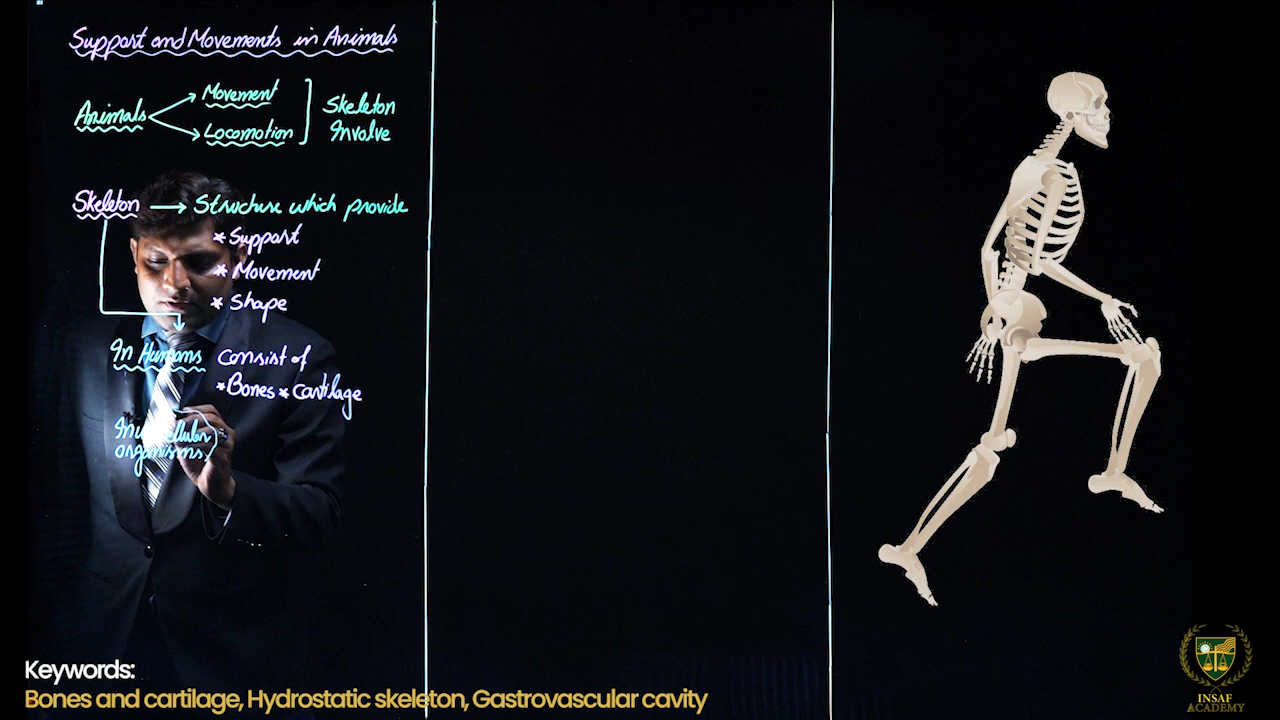 Support and Movements in Animals
Animals
Movement
Locomotion
Skeleton
Involve
Skeleton → Structure which provide
* Support
* Movement
* Shape
In Humans Consist of
* Bones * cartilage
organisms
Keywords:
Bones and cartilage, Hydrostatic skeleton, Gastrovascular cavity
INSAF
ACADEMY